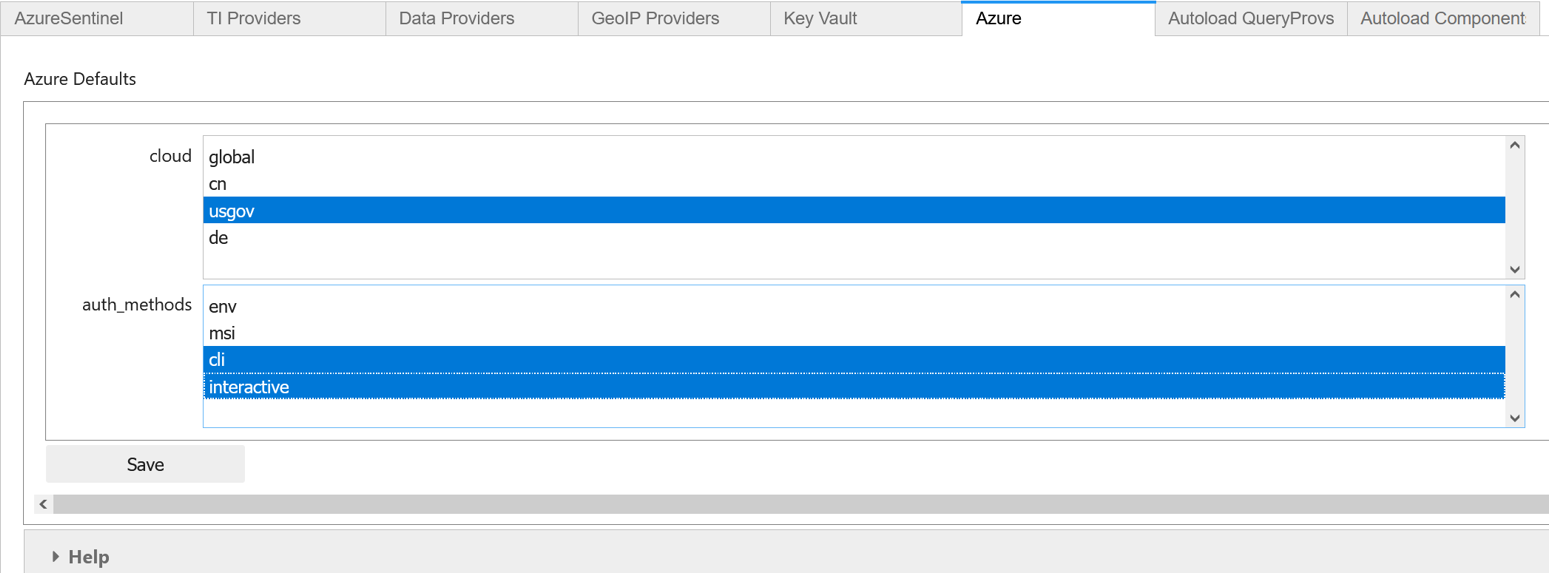 AzureSentinel TI Providers Data Providers GeoIP Providers Key Vault Azure Autoload QueryProvs Autoload Component
Azure Defaults
cloud
global
cn
usgov
de
auth_methods
env
msi
cli
interactive
Save
Help